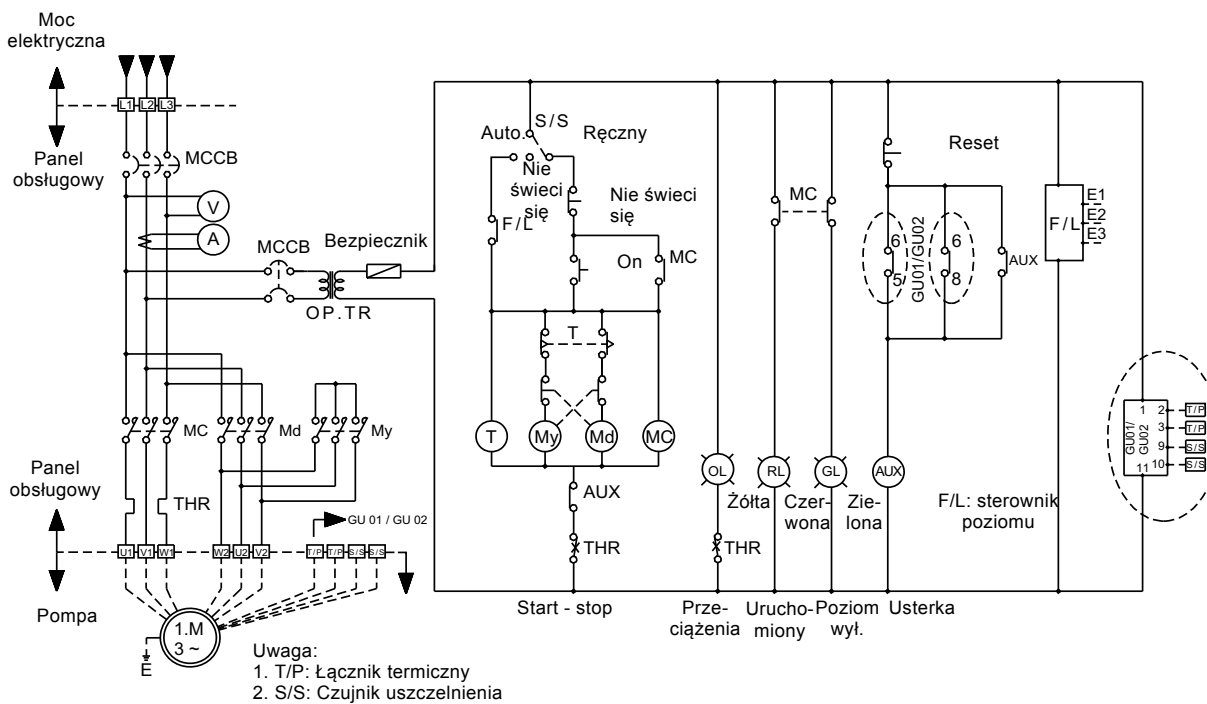 Moc
elektryczna
L1 L2 L3
Panel
obsługowy
MCCB
V
A
MCCB
Bezpiecznik
OP.TR
MC
Md
My
Panel
obsługowy
THR
GU 01 / GU 02
U1 V1 W1 W2 U2 V2 T/P T/P S/S S/S
Pompa
1.M
3 ~
E
Uwaga:
1. T/P: Łącznik termiczny
2. S/S: Czujnik uszczelnienia
S/S
Auto.
Ręczny
Nie
świeci
się
Nie świeci
się
F/L
On
MC
T
T
My
Md
MC
AUX
THR
Start - stop
OL
Żółta
THR
Prze-
ciążenia
MC
RL
Czer-
wona
Urucho-
miony
GL
Zie-
lona
Poziom
wył.
Reset
6
5
GU01/GU02
6
8
AUX
AUX
Usterka
F/L
E1
E2
E3
F/L: sterownik
poziomu
GU01/
GU02
1
11
2 T/P
3 T/P
9 S/S
10 S/S